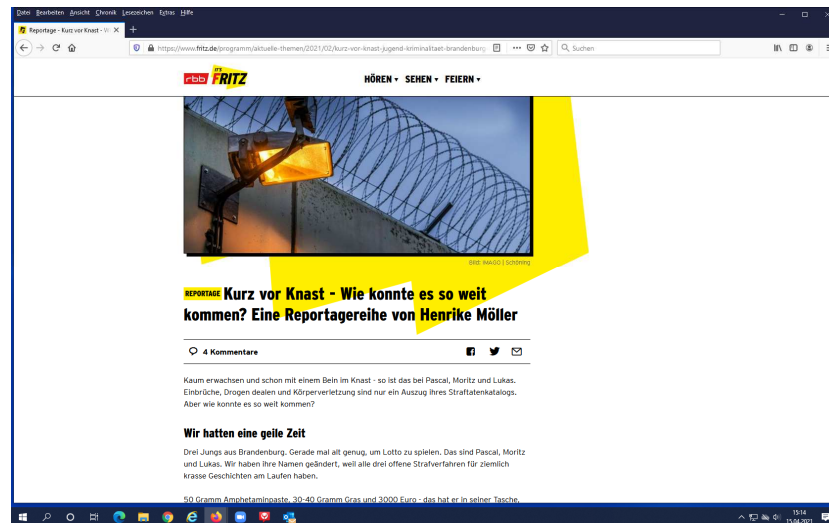 Datei Bearbeiten Ansicht Chronik Lesezeichen Extras Hilfe
Reportage - Kurz vor Knast - Wi
https://www.fritz.de/programm/aktuelle-themen/2021/02/kurz-vor-knast-jugend-kriminalitaet-brandenburg
Suchen
rbb IT'S FRITZ
HÖREN SEHEN FEIERN
Bild: IMAGO | Schöning
REPORTAGE Kurz vor Knast - Wie konnte es so weit
kommen? Eine Reportagereihe von Henrike Möller
4 Kommentare
Kaum erwachsen und schon mit einem Bein im Knast - so ist das bei Pascal, Moritz und Lukas.
Einbrüche, Drogen dealen und Körperverletzung sind nur ein Auszug ihres Straftatenkatalogs.
Aber wie konnte es so weit kommen?
Wir hatten eine geile Zeit
Drei Jungs aus Brandenburg. Gerade mal alt genug, um Lotto zu spielen. Das sind Pascal, Moritz
und Lukas. Wir haben ihre Namen geändert, weil alle drei offene Strafverfahren für ziemlich
krasse Geschichten am Laufen haben.
50 Gramm Amphetaminpaste, 30-40 Gramm Gras und 3000 Euro - das hat er in seiner Tasche,
15:14
15.04.2021